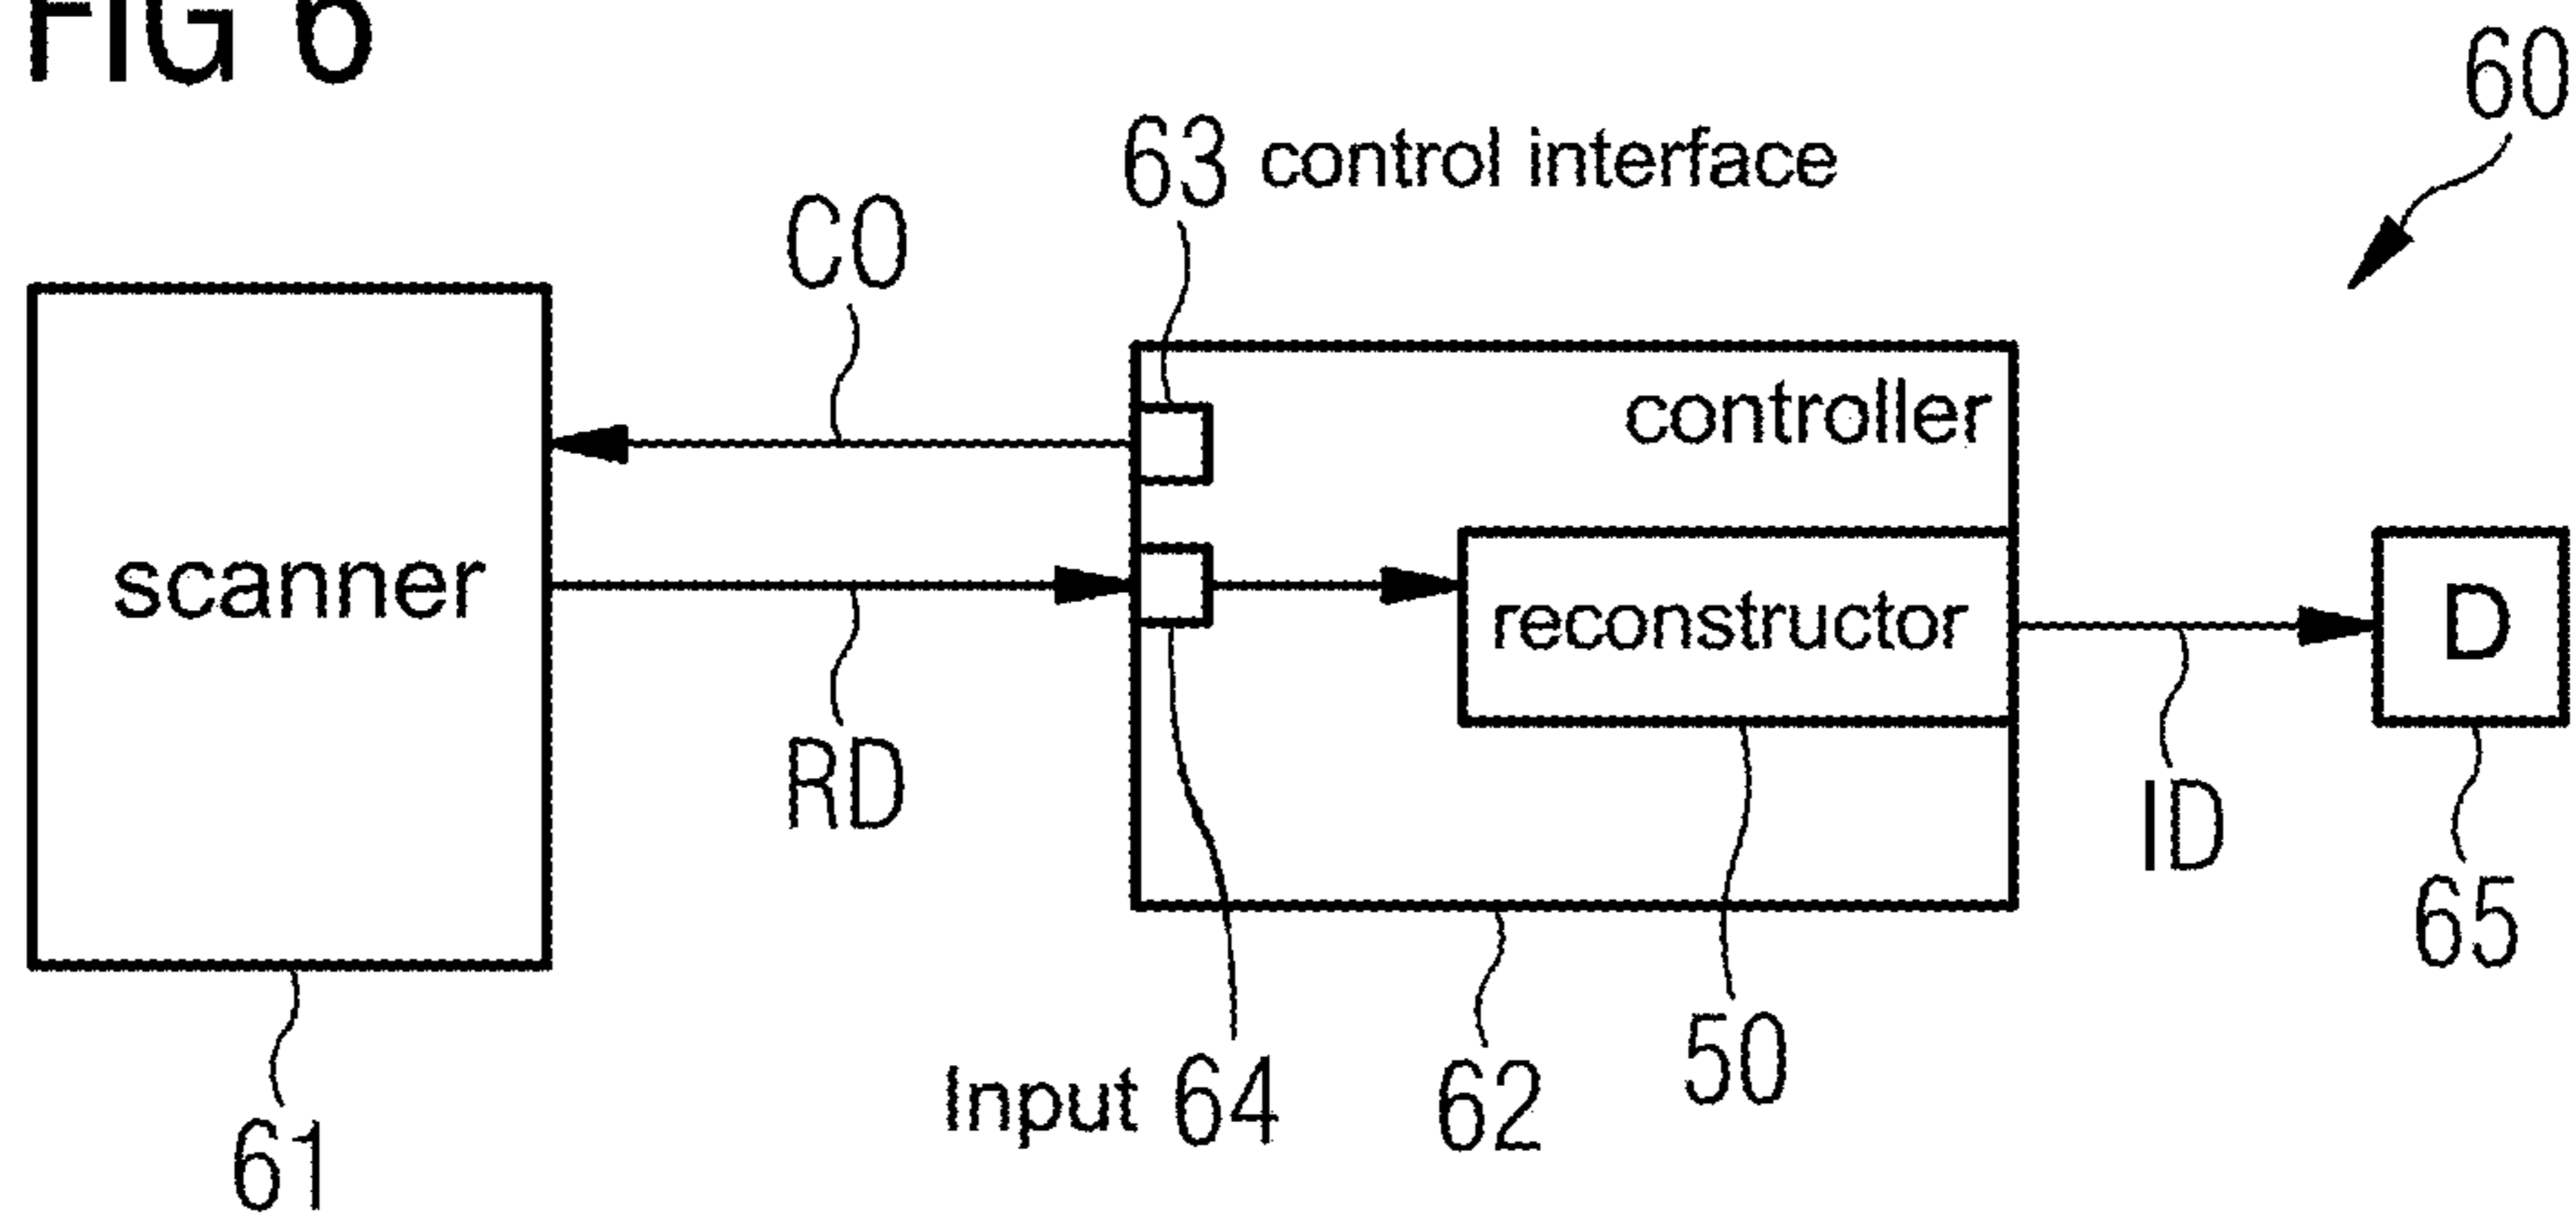 FIG 6
60
63 control interface
CO
controller
scanner
reconstructor
D
RD
ID
65
Input 64
62
50
61